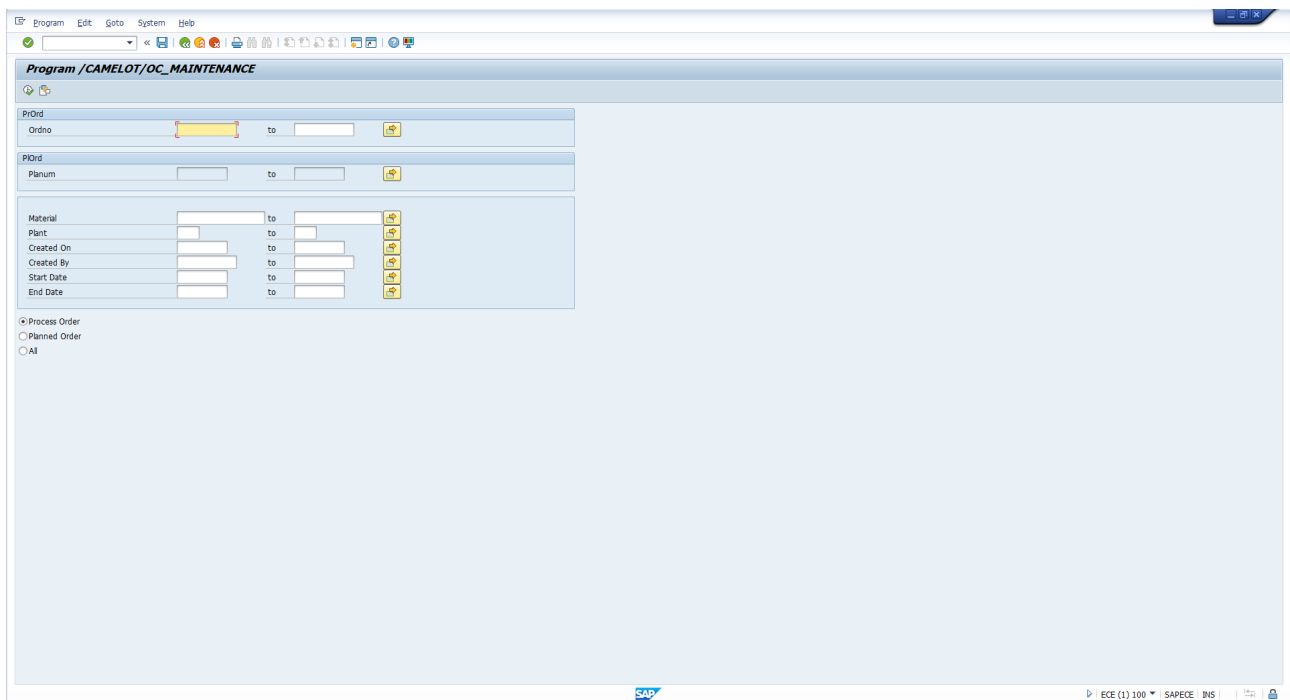 Program Edit Goto System Help
Program /CAMELOT/OC_MAINTENANCE
PrOrd
Ordno to
PlOrd
Planum to
Material to
Plant to
Created On to
Created By to
Start Date to
End Date to
Process Order
Planned Order
All
SAP ECE (1) 100 SAPECE INS